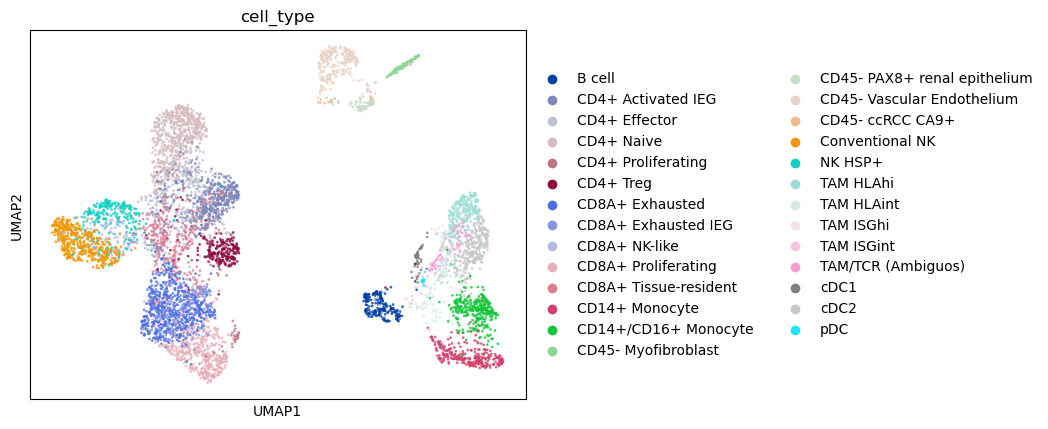 cell_type
UMAP2
UMAP1
B cell
CD4+ Activated IEG
CD4+ Effector
CD4+ Naive
CD4+ Proliferating
CD4+ Treg
CD8A+ Exhausted
CD8A+ Exhausted IEG
CD8A+ NK-like
CD8A+ Proliferating
CD8A+ Tissue-resident
CD14+ Monocyte
CD14+/CD16+ Monocyte
CD45- Myofibroblast
CD45- PAX8+ renal epithelium
CD45- Vascular Endothelium
CD45- ccRCC CA9+
Conventional NK
NK HSP+
TAM HLAhi
TAM HLAint
TAM ISGhi
TAM ISGint
TAM/TCR (Ambiguos)
cDC1
cDC2
pDC